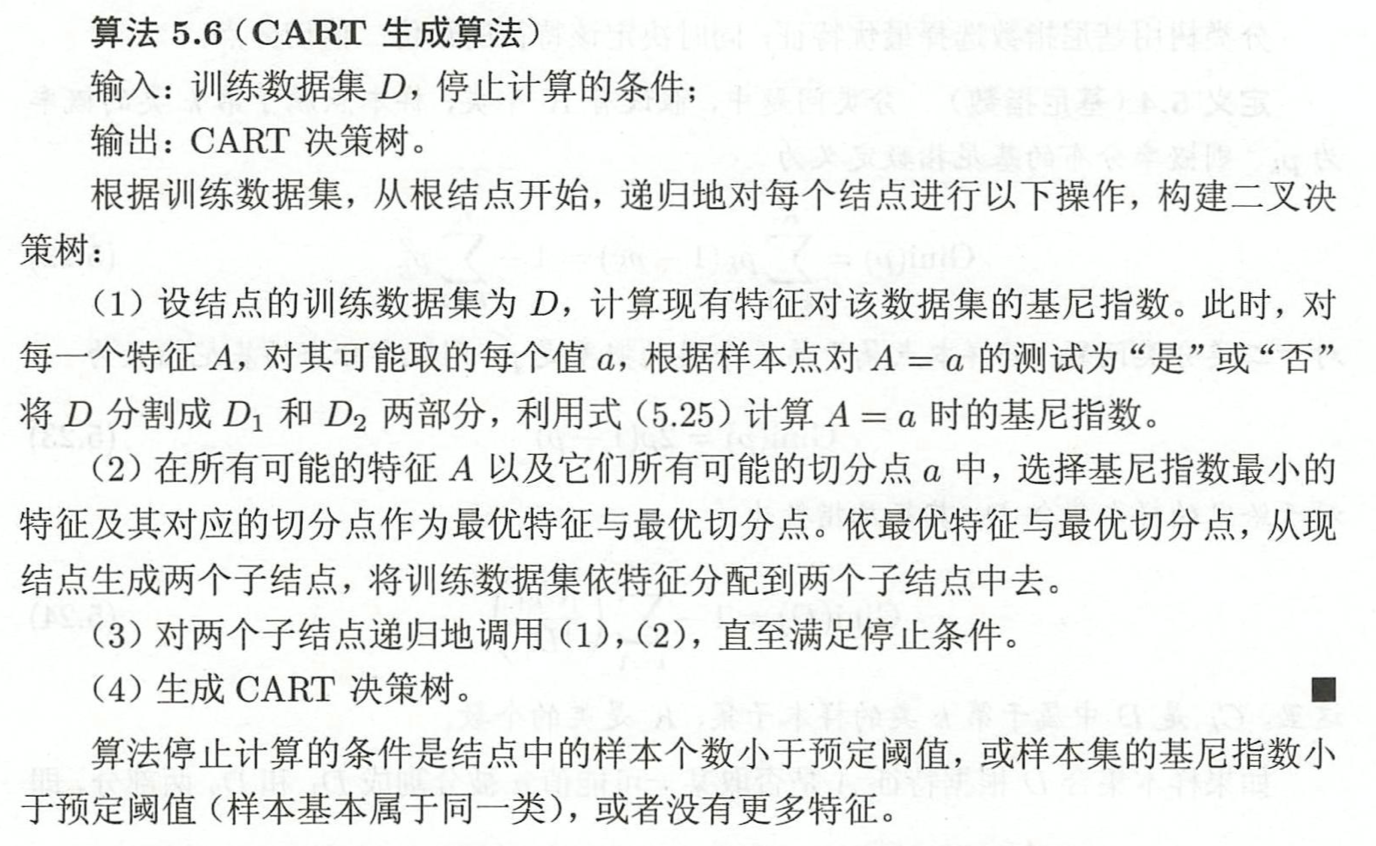 算法 5.6(CART 生成算法)
输入: 训练数据集 D, 停止计算的条件;
输出: CART 决策树。
根据训练数据集, 从根结点开始, 递归地对每个结点进行以下操作, 构建二叉决
策树:
(1) 设结点的训练数据集为 D, 计算现有特征对该数据集的基尼指数。此时, 对
每一个特征 A, 对其可能取的每个值 a, 根据样本点对 A = a 的测试为“是”或“否”
将 D 分割成 D₁ 和 D₂ 两部分, 利用式 (5.25) 计算 A = a 时的基尼指数。
(2) 在所有可能的特征 A 以及它们所有可能的切分点 a 中, 选择基尼指数最小的
特征及其对应的切分点作为最优特征与最优切分点。依最优特征与最优切分点, 从现
结点生成两个子结点, 将训练数据集依特征分配到两个子结点中去。
(3) 对两个子结点递归地调用 (1), (2), 直至满足停止条件。
(4) 生成 CART 决策树。 ■
算法停止计算的条件是结点中的样本个数小于预定阈值, 或样本集的基尼指数小
于预定阈值 (样本基本属于同一类), 或者没有更多特征。